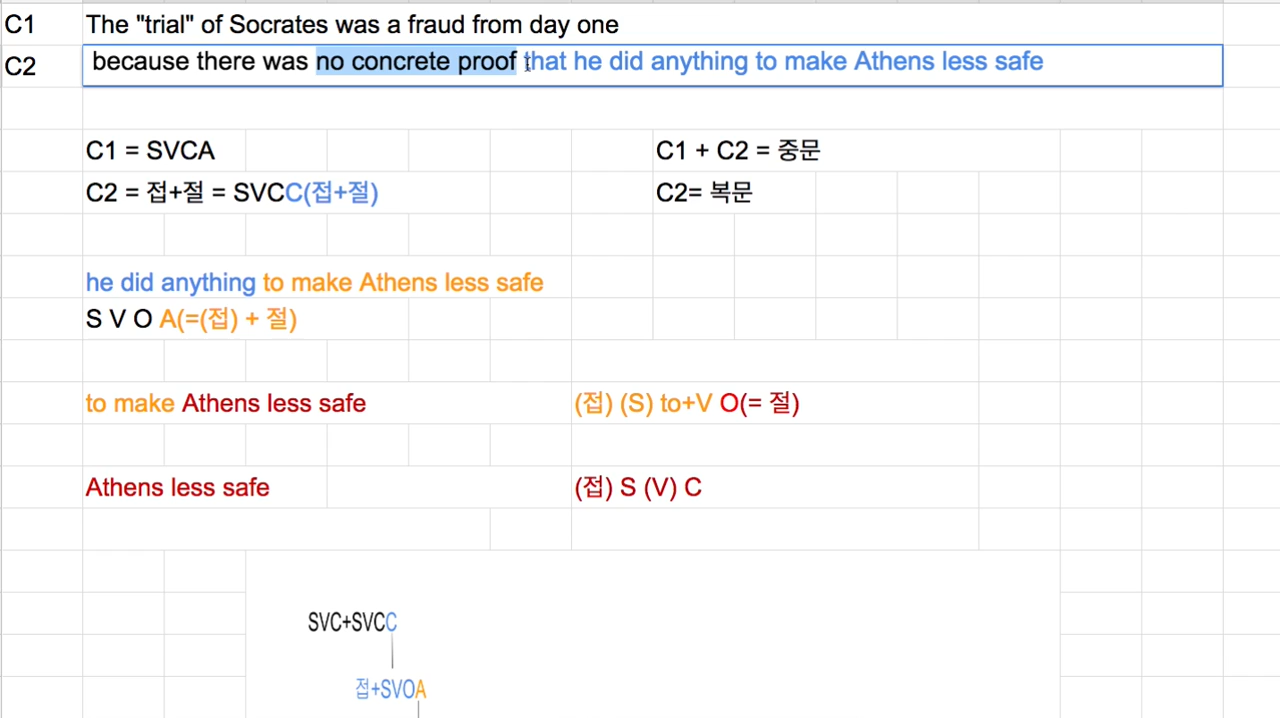 C1 The "trial" of Socrates was a fraud from day one
C2 because there was no concrete proof that he did anything to make Athens less safe
C1 = SVCA C1 + C2 = 중문
C2 = 접+절 = SVCC(접+절) C2= 복문
he did anything to make Athens less safe
S V O A(=(접) + 절)
to make Athens less safe (접) (S) to+V O(= 절)
Athens less safe (접) S (V) C
SVC+SVCC
접+SVOA